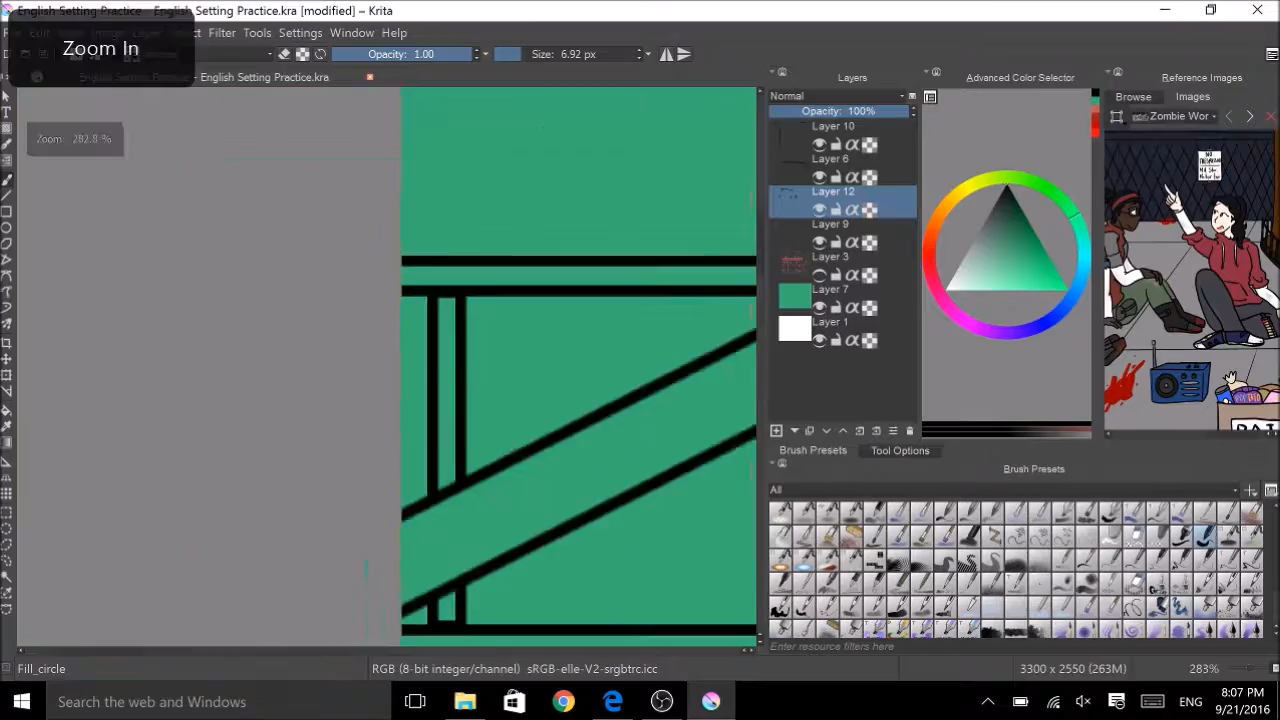 English Setting Practice - English Setting Practice.kra [modified] - Krita
Zoom In
Filter Tools Settings Window Help
Opacity: 1.00
Size: 6.92 px
English Setting Practice.kra
Zoom: 282.8 %
Layers
Normal
Opacity: 100%
Layer 10
Layer 6
Layer 12
Layer 9
Layer 3
Layer 7
Layer 1
Advanced Color Selector
Reference Images
Browse Images
Zombie Wor
NO
Brush Presets Tool Options
Brush Presets
All
Enter resource filters here
Fill_circle
RGB (8-bit integer/channel) sRGB-elle-V2-srgbtrc.icc
3300 x 2550 (263M)
283%
Search the web and Windows
ENG
8:07 PM
9/21/2016